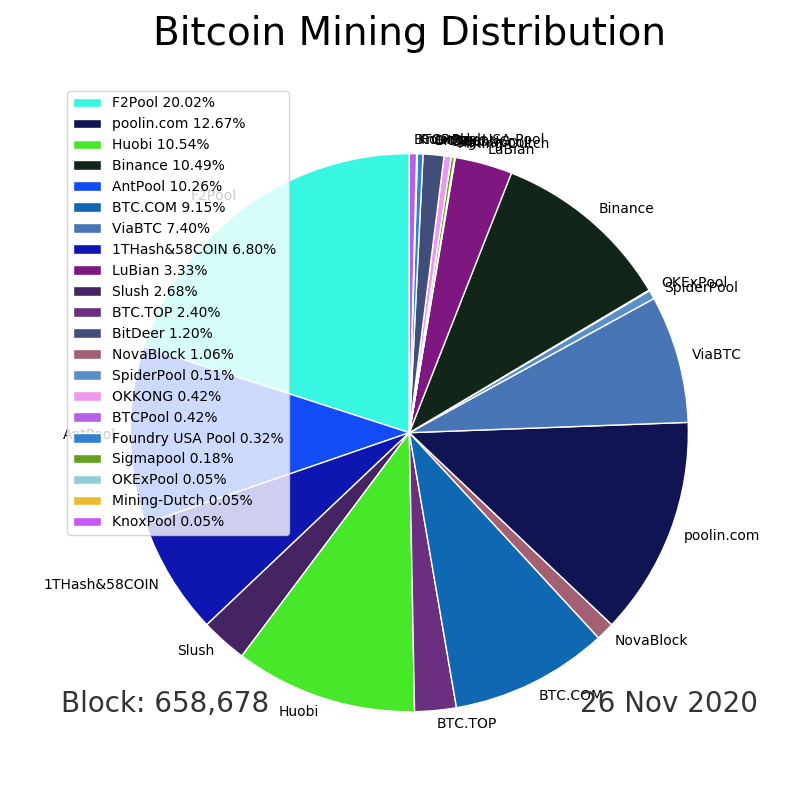 Bitcoin Mining Distribution
F2Pool 20.02%
poolin.com 12.67%
Huobi 10.54%
Binance 10.49%
AntPool 10.26%
BTC.COM 9.15%
ViaBTC 7.40%
1THash&58COIN 6.80%
LuBian 3.33%
Slush 2.68%
BTC.TOP 2.40%
BitDeer 1.20%
NovaBlock 1.06%
SpiderPool 0.51%
OKKONG 0.42%
BTCPool 0.42%
Foundry USA Pool 0.32%
Sigmapool 0.18%
OKExPool 0.05%
Mining-Dutch 0.05%
KnoxPool 0.05%
F2Pool
AntPool
1THash&58COIN
Slush
Huobi
BTC.TOP
BTC.COM
NovaBlock
poolin.com
ViaBTC
SpiderPool
OKExPool
Binance
LuBian
Block: 658,678
26 Nov 2020